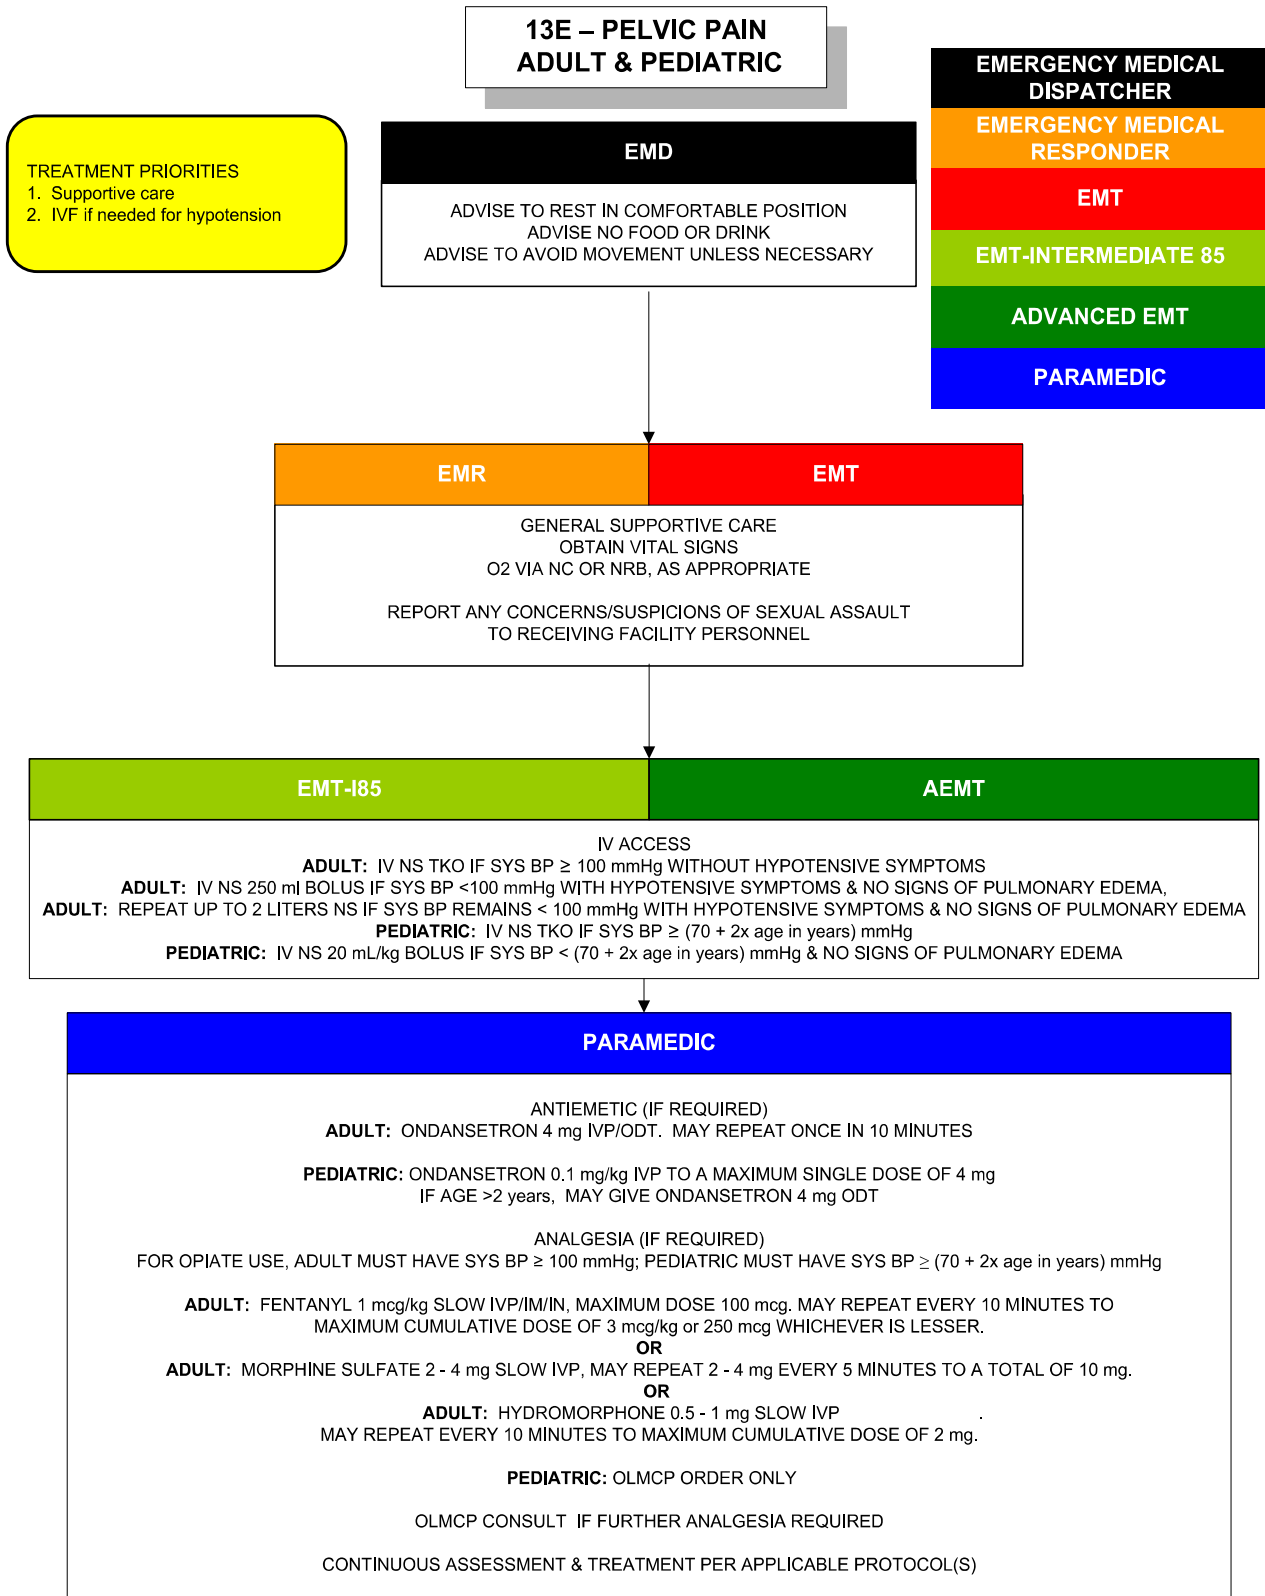 13E – PELVIC PAIN
ADULT & PEDIATRIC
EMERGENCY MEDICAL
DISPATCHER
EMERGENCY MEDICAL
RESPONDER
EMT
EMT-INTERMEDIATE 85
ADVANCED EMT
PARAMEDIC
TREATMENT PRIORITIES
1. Supportive care
2. IVF if needed for hypotension
EMD
ADVISE TO REST IN COMFORTABLE POSITION
ADVISE NO FOOD OR DRINK
ADVISE TO AVOID MOVEMENT UNLESS NECESSARY
EMR
EMT
GENERAL SUPPORTIVE CARE
OBTAIN VITAL SIGNS
O2 VIA NC OR NRB, AS APPROPRIATE
REPORT ANY CONCERNS/SUSPICIONS OF SEXUAL ASSAULT
TO RECEIVING FACILITY PERSONNEL
EMT-I85
AEMT
IV ACCESS
ADULT: IV NS TKO IF SYS BP ≥ 100 mmHg WITHOUT HYPOTENSIVE SYMPTOMS
ADULT: IV NS 250 ml BOLUS IF SYS BP <100 mmHg WITH HYPOTENSIVE SYMPTOMS & NO SIGNS OF PULMONARY EDEMA,
ADULT: REPEAT UP TO 2 LITERS NS IF SYS BP REMAINS < 100 mmHg WITH HYPOTENSIVE SYMPTOMS & NO SIGNS OF PULMONARY EDEMA
PEDIATRIC: IV NS TKO IF SYS BP ≥ (70 + 2x age in years) mmHg
PEDIATRIC: IV NS 20 mL/kg BOLUS IF SYS BP < (70 + 2x age in years) mmHg & NO SIGNS OF PULMONARY EDEMA
PARAMEDIC
ANTIEMETIC (IF REQUIRED)
ADULT: ONDANSETRON 4 mg IVP/ODT. MAY REPEAT ONCE IN 10 MINUTES
PEDIATRIC: ONDANSETRON 0.1 mg/kg IVP TO A MAXIMUM SINGLE DOSE OF 4 mg
IF AGE >2 years, MAY GIVE ONDANSETRON 4 mg ODT
ANALGESIA (IF REQUIRED)
FOR OPIATE USE, ADULT MUST HAVE SYS BP ≥ 100 mmHg; PEDIATRIC MUST HAVE SYS BP ≥ (70 + 2x age in years) mmHg
ADULT: FENTANYL 1 mcg/kg SLOW IVP/IM/IN, MAXIMUM DOSE 100 mcg. MAY REPEAT EVERY 10 MINUTES TO
MAXIMUM CUMULATIVE DOSE OF 3 mcg/kg or 250 mcg WHICHEVER IS LESSER.
OR
ADULT: MORPHINE SULFATE 2 - 4 mg SLOW IVP, MAY REPEAT 2 - 4 mg EVERY 5 MINUTES TO A TOTAL OF 10 mg.
OR
ADULT: HYDROMORPHONE 0.5 - 1 mg SLOW IVP .
MAY REPEAT EVERY 10 MINUTES TO MAXIMUM CUMULATIVE DOSE OF 2 mg.
PEDIATRIC: OLMCP ORDER ONLY
OLMCP CONSULT IF FURTHER ANALGESIA REQUIRED
CONTINUOUS ASSESSMENT & TREATMENT PER APPLICABLE PROTOCOL(S)